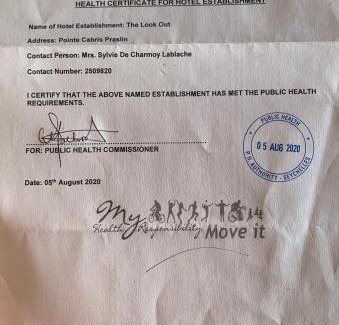 HEALTH CERTIFICATE FOR HOTEL ESTABLISHMENT
Name of Hotel Establishment: The Look Out
Address: Pointe Cabris Praslin
Contact Person: Mrs. Sylvie De Charmoy Lablache
Contact Number: 2509820
I CERTIFY THAT THE ABOVE NAMED ESTABLISHMENT HAS MET THE PUBLIC HEALTH
REQUIREMENTS.
FOR: PUBLIC HEALTH COMMISSIONER
PUBLIC HEALTH
05 AUG 2020
AUTHORITY - SEYCHELLES
Date: 05th August 2020
My
Health Responsibility Move it